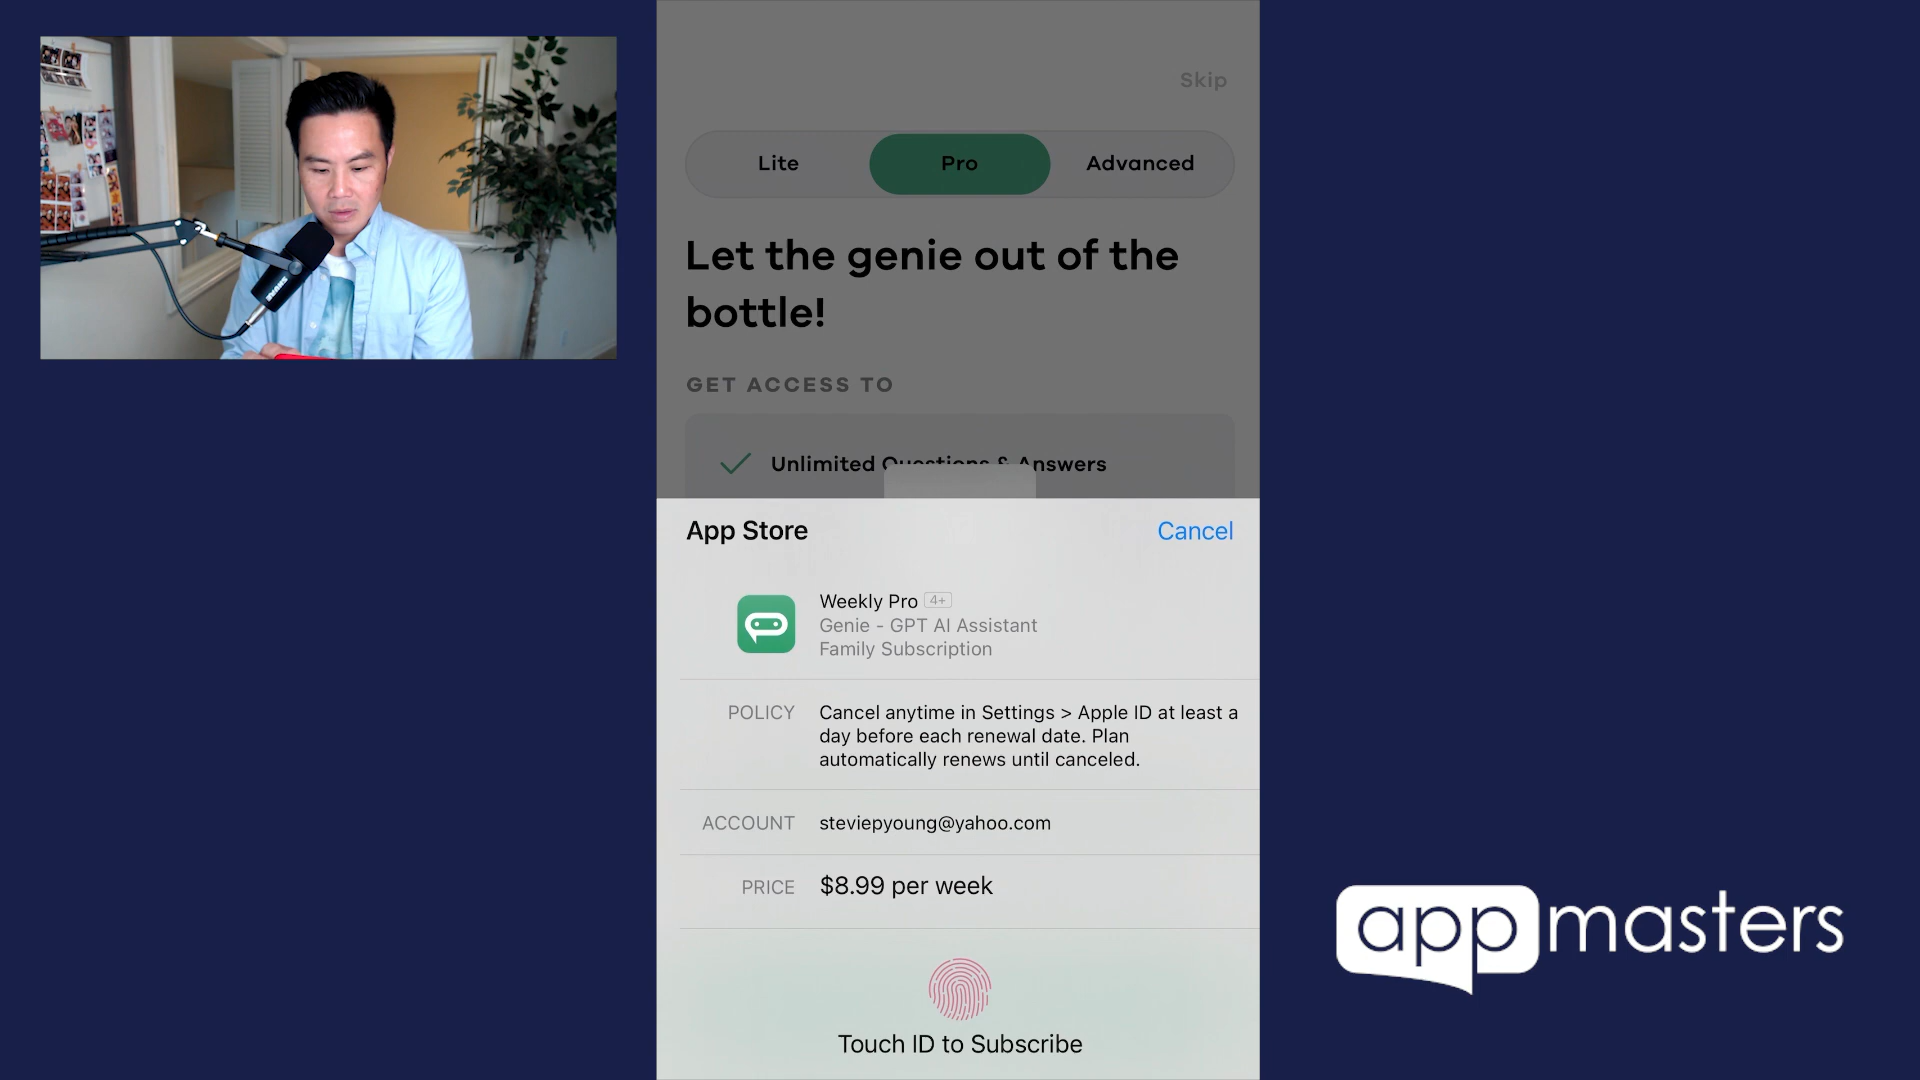 Skip
Lite
Pro
Advanced
Let the genie out of the
bottle!
GET ACCESS TO
Unlimited Questions & Answers
App Store
Cancel
Weekly Pro 4+
Genie - GPT AI Assistant
Family Subscription
POLICY
Cancel anytime in Settings > Apple ID at least a
day before each renewal date. Plan
automatically renews until canceled.
ACCOUNT
steviepyoung@yahoo.com
PRICE
$8.99 per week
Touch ID to Subscribe
appmasters